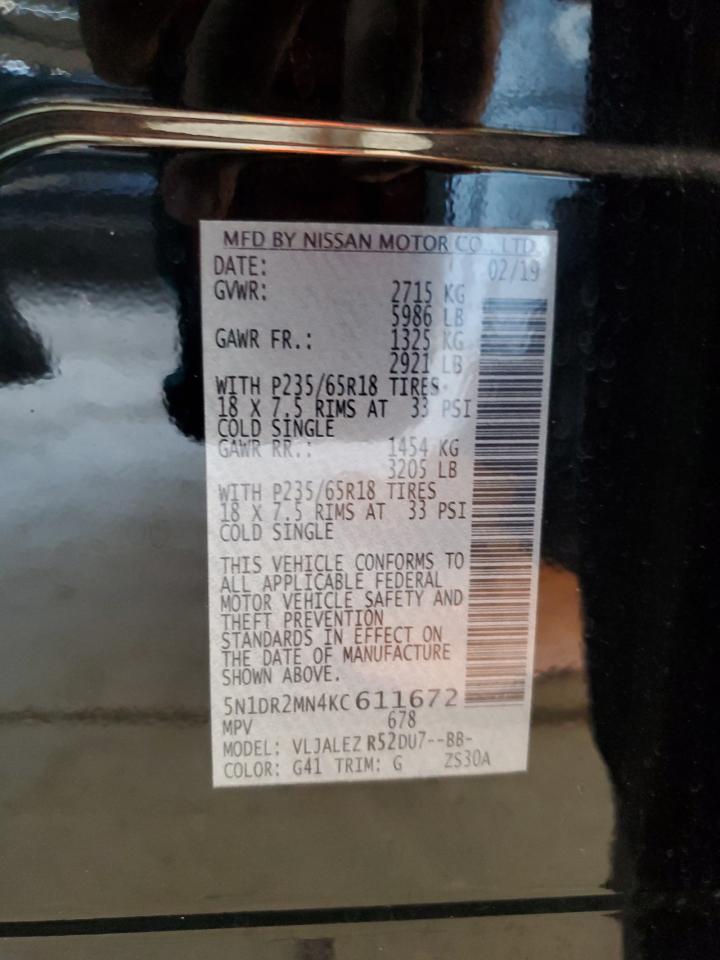 MFD BY NISSAN MOTOR CO., LTD.
DATE: 02/19
GVWR: 2715 KG
5986 LB
GAWR FR.: 1325 KG
2921 LB
WITH P235/65R18 TIRES
18 X 7.5 RIMS AT 33 PSI
COLD SINGLE
GAWR RR.: 1454 KG
3205 LB
WITH P235/65R18 TIRES
18 X 7.5 RIMS AT 33 PSI
COLD SINGLE
THIS VEHICLE CONFORMS TO
ALL APPLICABLE FEDERAL
MOTOR VEHICLE SAFETY AND
THEFT PREVENTION
STANDARDS IN EFFECT ON
THE DATE OF MANUFACTURE
SHOWN ABOVE.
5N1DR2MN4KC611672
MPV 678
MODEL: VLJALEZ R52DU7--BB-
COLOR: G41 TRIM: G ZS30A